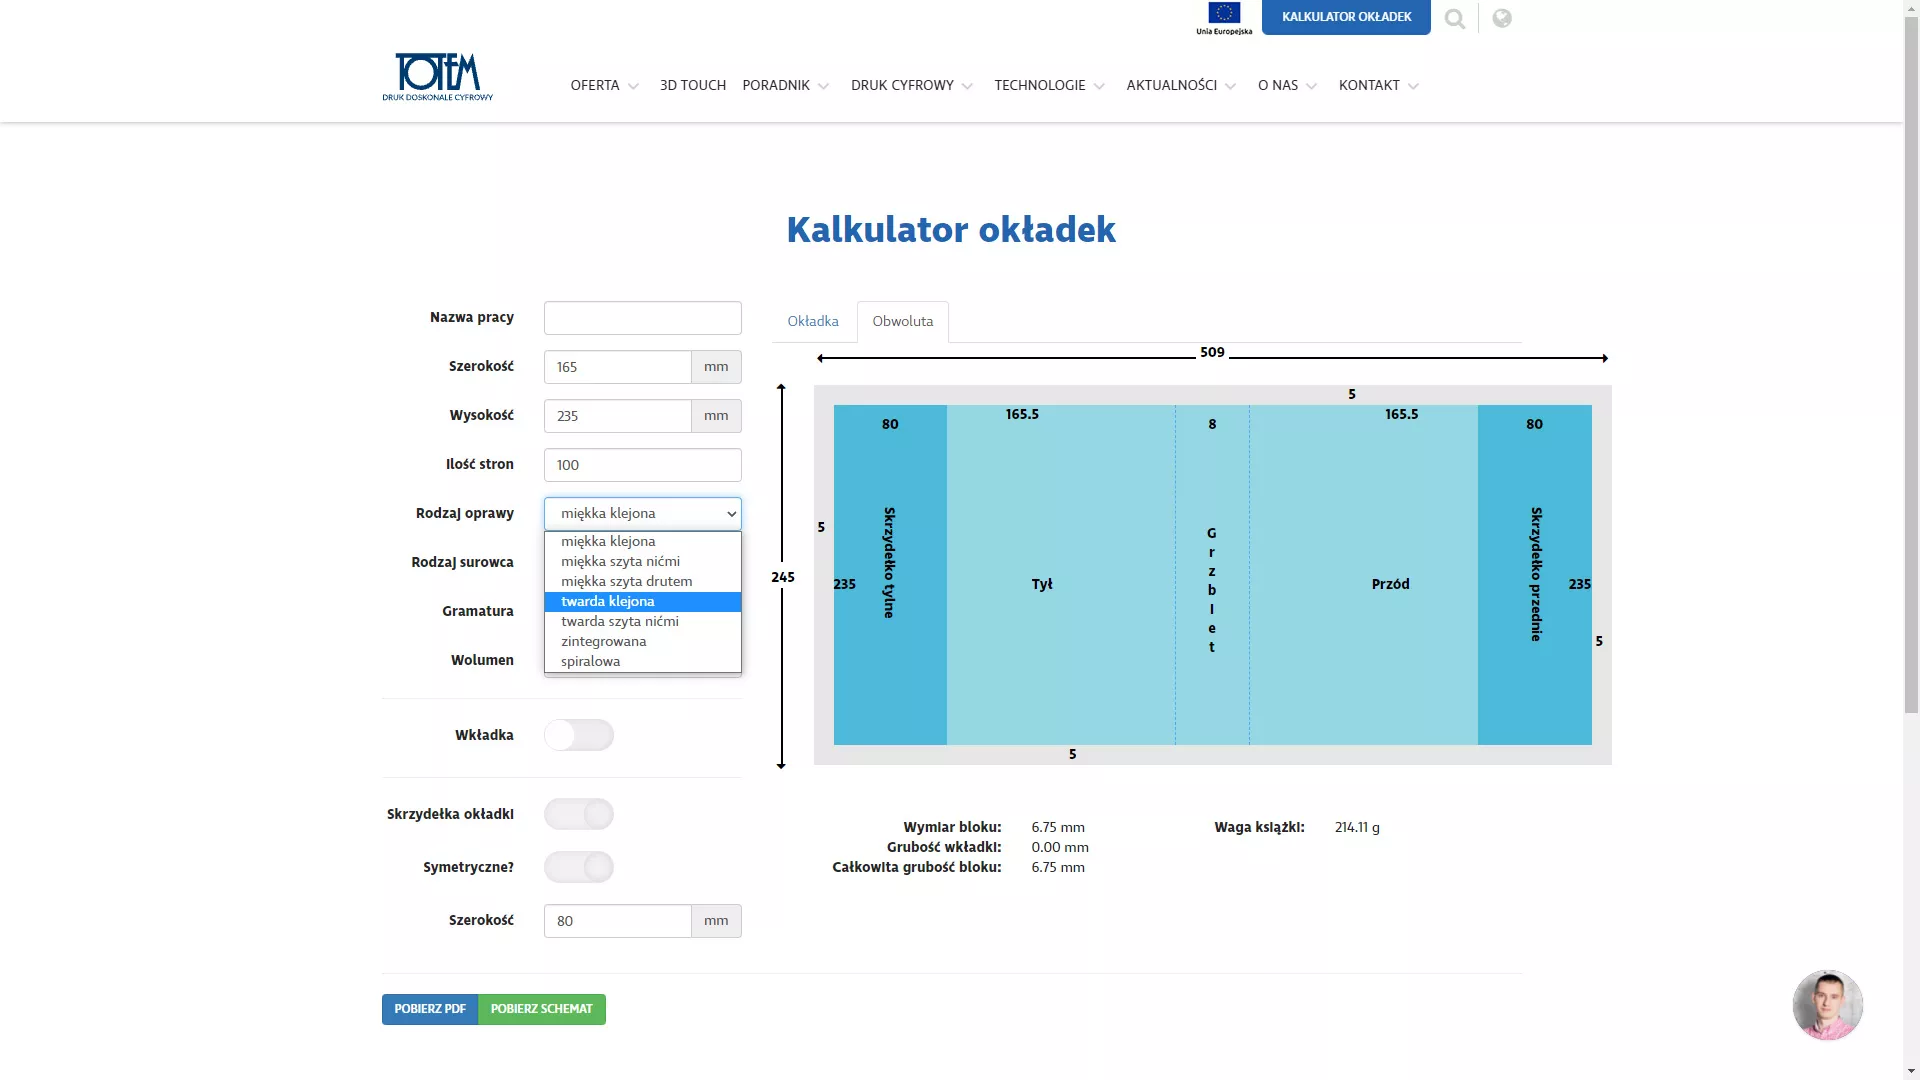 Unia Europejska
KALKULATOR OKŁADEK
TOTEM
DRUK DOSKONALE CYFROWY
OFERTA
3D TOUCH
PORADNIK
DRUK CYFROWY
TECHNOLOGIE
AKTUALNOŚCI
O NAS
KONTAKT
Kalkulator okładek
Nazwa pracy
Szerokość 165 mm
Wysokość 235 mm
Ilość stron 100
Rodzaj oprawy miękka klejona
miękka klejona
miękka szyta nićmi
miękka szyta drutem
twarda klejona
twarda szyta nićmi
zintegrowana
spiralowa
Rodzaj surowca
Gramatura
Wolumen
Wkładka
Skrzydełka okładki
Symetryczne?
Szerokość 80 mm
POBIERZ PDF
POBIERZ SCHEMAT
Okładka
Obwoluta
509
5
80
165.5
8
165.5
80
5
245
235
Skrzydełko tylne
Tył
Grzbiet
Przód
Skrzydełko przednie
235
5
5
Wymiar bloku: 6.75 mm
Grubość wkładki: 0.00 mm
Całkowita grubość bloku: 6.75 mm
Waga książki: 214.11 g